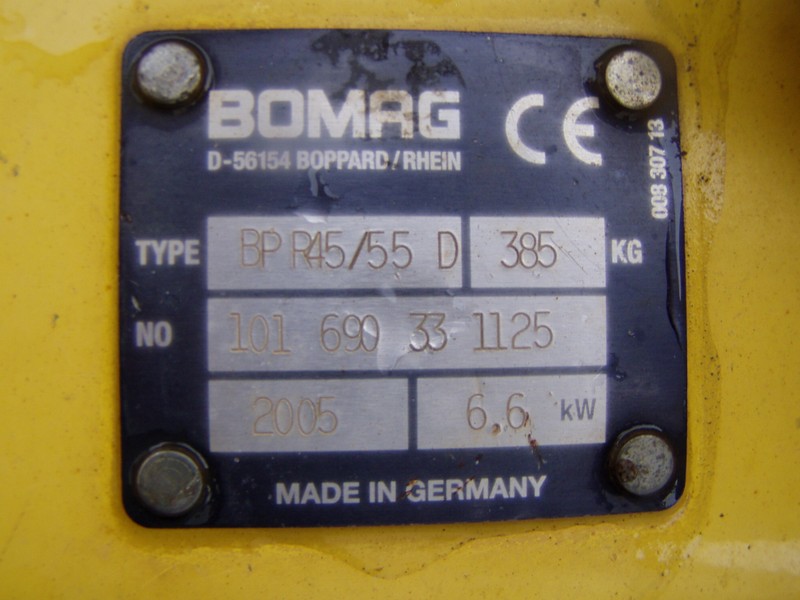 BOMAG CE
D-56154 BOPPARD/RHEIN
008 307 13
TYPE BP R45/55 D 385 KG
NO 101 690 33 1125
2005 6.6 kW
MADE IN GERMANY